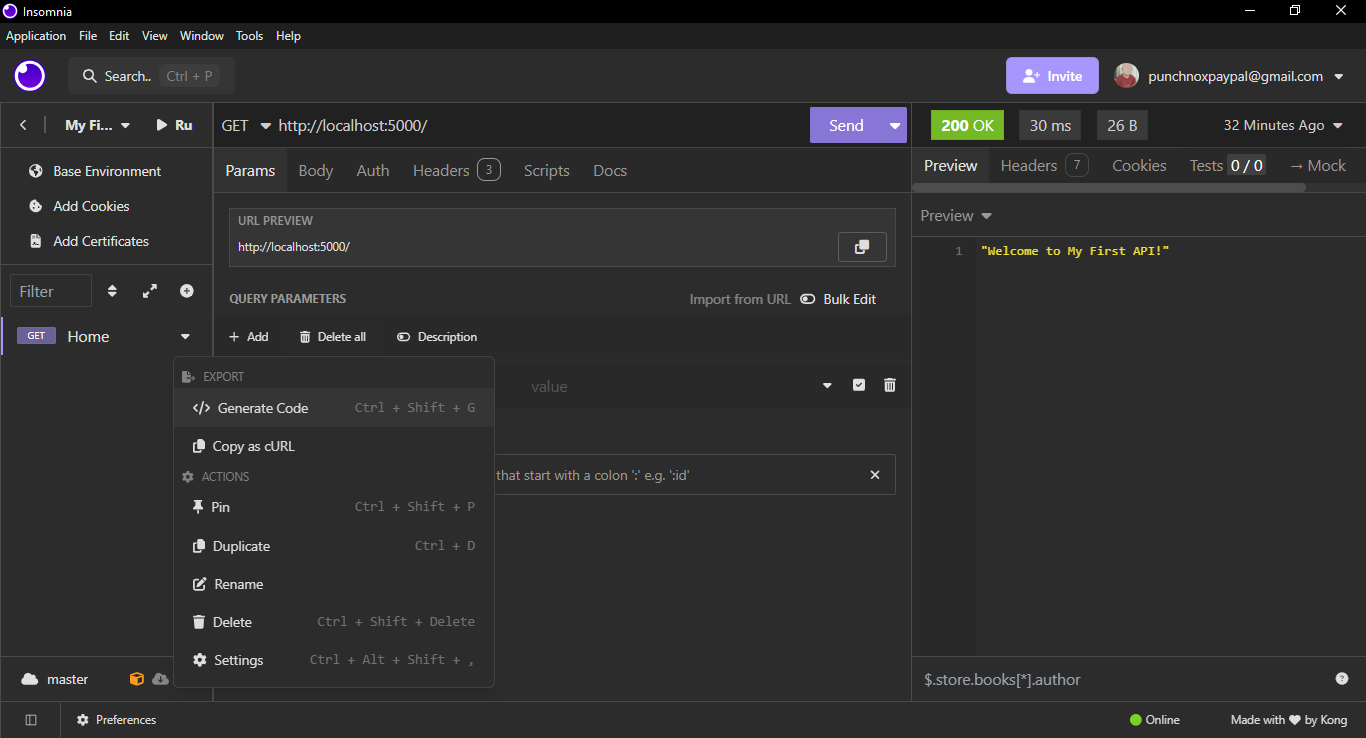 Insomnia
Application File Edit View Window Tools Help
Search.. Ctrl + P
Invite
punchnoxpaypal@gmail.com
My Fi... Ru
GET http://localhost:5000/
Send
200 OK 30 ms 26 B 32 Minutes Ago
Base Environment
Add Cookies
Add Certificates
Filter
GET Home
Params Body Auth Headers 3 Scripts Docs
URL PREVIEW
http://localhost:5000/
QUERY PARAMETERS Import from URL Bulk Edit
+ Add Delete all Description
value
that start with a colon ':' e.g. ':id'
EXPORT
Generate Code Ctrl + Shift + G
Copy as cURL
ACTIONS
Pin Ctrl + Shift + P
Duplicate Ctrl + D
Rename
Delete Ctrl + Shift + Delete
Settings Ctrl + Alt + Shift + ,
Preview Headers 7 Cookies Tests 0 / 0 → Mock
Preview
1 "Welcome to My First API!"
$.store.books[*].author
master
Preferences
Online Made with ♥ by Kong